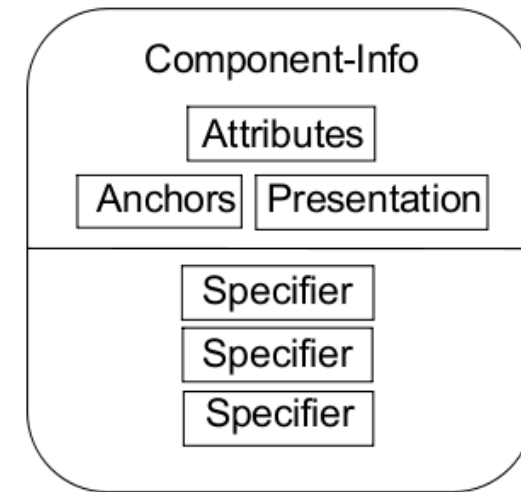 Component-Info
Attributes
Anchors Presentation
Specifier
Specifier
Specifier